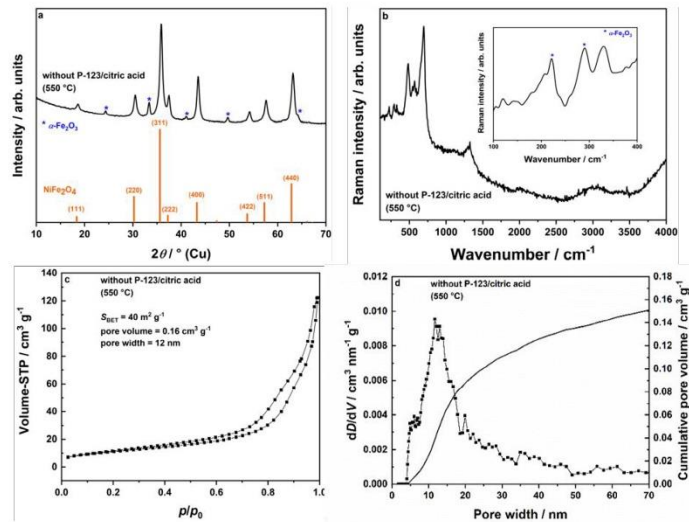 a
Intensity / arb. units
without P-123/citric acid
(550 °C)
* α-Fe2O3
*
*
*
*
*
NiFe2O4
(111)
(220)
(311)
(222)
(400)
(422)
(511)
(440)
10 20 30 40 50 60 70
2θ / ° (Cu)
b
Raman intensity / arb. units
without P-123/citric acid
(550 °C)
1000 2000 3000 4000
Wavenumber / cm-1
* α-Fe2O3
*
*
Raman intensity / arb. units
100 200 300 400
Wavenumber / cm-1
c
without P-123/citric acid
(550 °C)
SBET = 40 m2 g-1
pore volume = 0.16 cm3 g-1
pore width = 12 nm
Volume-STP / cm3 g-1
140
120
100
80
60
40
20
0
0.0 0.2 0.4 0.6 0.8 1.0
p/p0
d
without P-123/citric acid
(550 °C)
dD/dV / cm3 nm-1 g-1
0.012
0.010
0.008
0.006
0.004
0.002
0.000
0 10 20 30 40 50 60 70
Pore width / nm
0.18
0.16
0.14
0.12
0.10
0.08
0.06
0.04
0.02
0.00
Cumulative pore volume / cm3 g-1